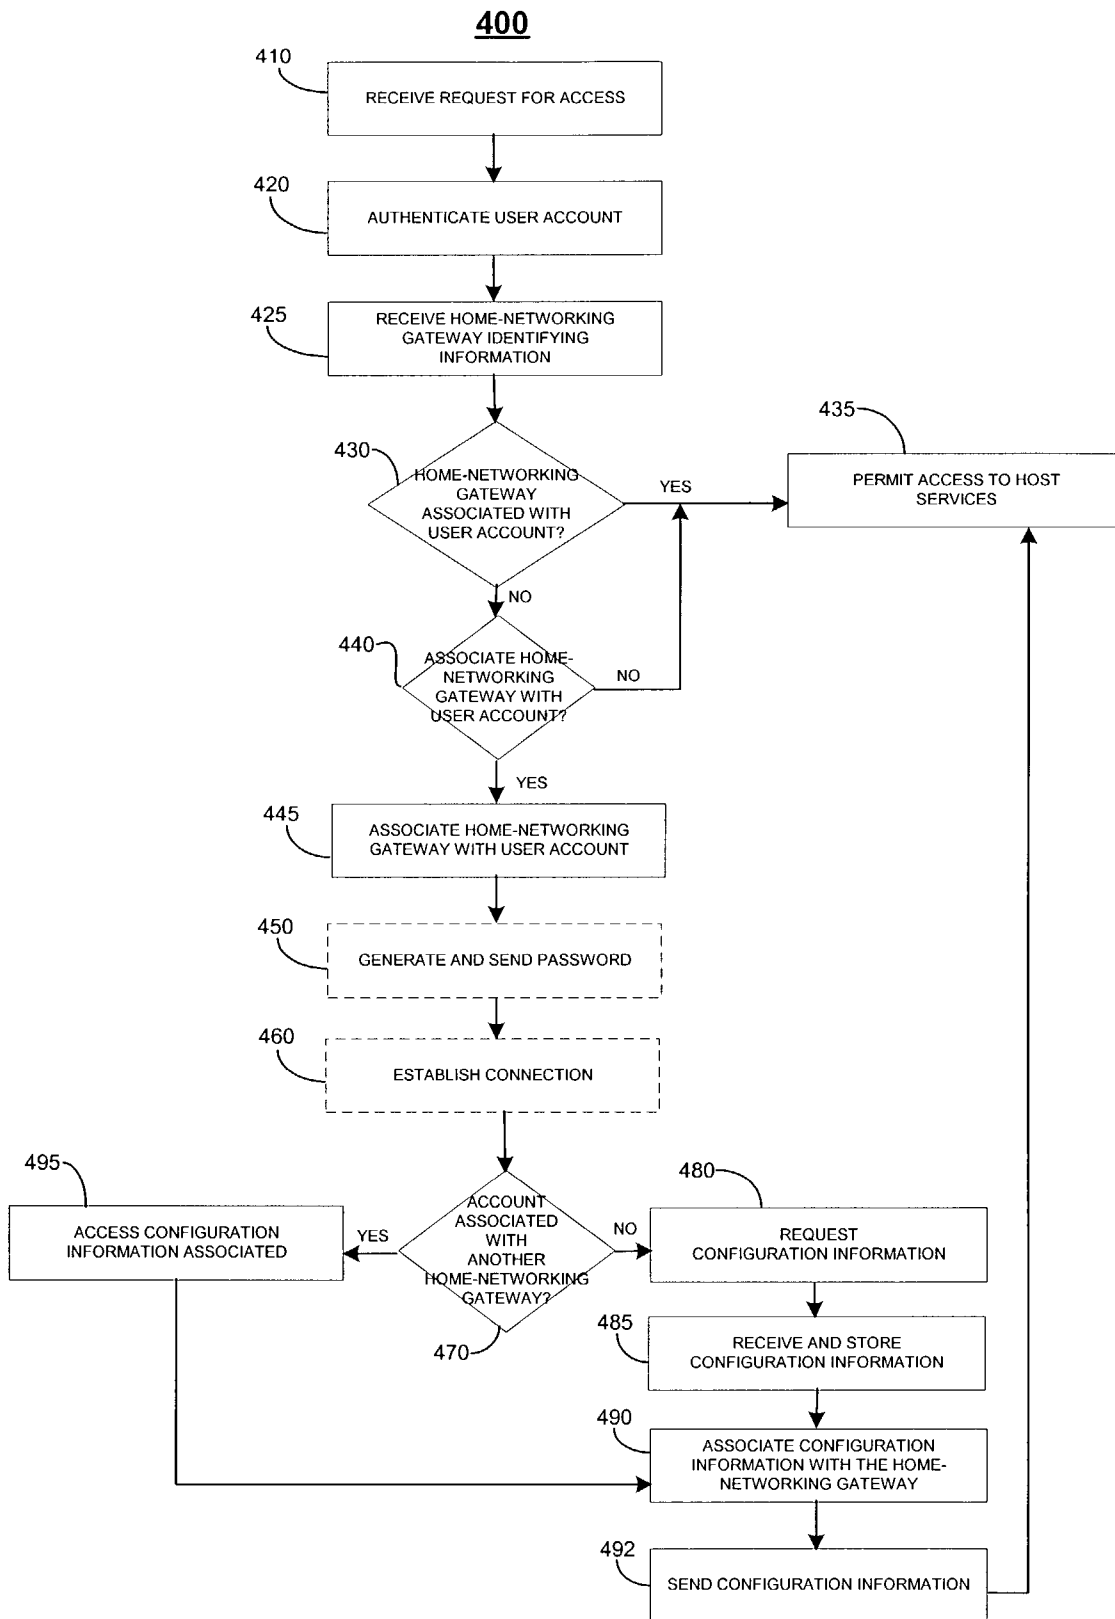 400
410
RECEIVE REQUEST FOR ACCESS
420
AUTHENTICATE USER ACCOUNT
425
RECEIVE HOME-NETWORKING
GATEWAY IDENTIFYING
INFORMATION
430
HOME-NETWORKING
GATEWAY
ASSOCIATED WITH
USER ACCOUNT?
YES
435
PERMIT ACCESS TO HOST
SERVICES
NO
440
ASSOCIATE HOME-
NETWORKING
GATEWAY WITH
USER ACCOUNT?
NO
YES
445
ASSOCIATE HOME-NETWORKING
GATEWAY WITH USER ACCOUNT
450
GENERATE AND SEND PASSWORD
460
ESTABLISH CONNECTION
470
ACCOUNT
ASSOCIATED
WITH
ANOTHER
HOME-NETWORKING
GATEWAY?
YES
495
ACCESS CONFIGURATION
INFORMATION ASSOCIATED
NO
480
REQUEST
CONFIGURATION INFORMATION
485
RECEIVE AND STORE
CONFIGURATION INFORMATION
490
ASSOCIATE CONFIGURATION
INFORMATION WITH THE HOME-
NETWORKING GATEWAY
492
SEND CONFIGURATION INFORMATION